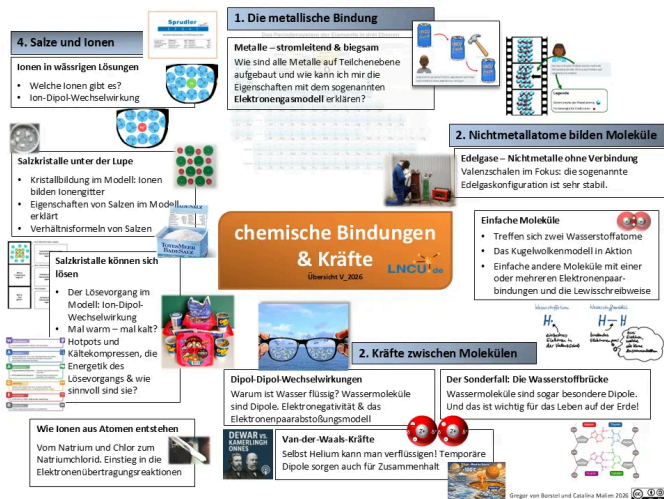 1. Die metallische Bindung
Metalle – stromleitend & biegsam
Wie sind alle Metalle auf Teilchenebene
aufgebaut und wie kann ich mir die
Eigenschaften mit dem sogenannten
Elektronengasmodell erklären?
4. Salze und Ionen
Sprudler
Ionen in wässrigen Lösungen
• Welche Ionen gibt es?
• Ion-Dipol-Wechselwirkung
Salzkristalle unter der Lupe
• Kristallbildung im Modell: Ionen
bilden Ionengitter
• Eigenschaften von Salzen im Modell
erklärt
• Verhältnisformeln von Salzen
Salzkristalle können sich
lösen
• Der Lösevorgang im
Modell: Ion-Dipol-
Wechselwirkung
• Mal warm – mal kalt?
Hotpots und
Kältekompressen, die
Energetik des
Lösevorgangs & wie
sinnvoll sind sie?
Wie Ionen aus Atomen entstehen
Vom Natrium und Chlor zum
Natriumchlorid. Einstieg in die
Elektronenübertragungsreaktionen
TOTES MEER
BADESALZ
chemische Bindungen
& Kräfte
Übersicht V_2026
LNCU.de
2. Nichtmetallatome bilden Moleküle
Edelgase – Nichtmetalle ohne Verbindung
Valenzschalen im Fokus: die sogenannte
Edelgaskonfiguration ist sehr stabil.
Einfache Moleküle
• Treffen sich zwei Wasserstoffatome
• Das Kugelwolkenmodell in Aktion
• Einfache andere Moleküle mit einer
oder mehreren Elektronenpaar-
bindungen und die Lewisschreibweise
H·
H–H
2. Kräfte zwischen Molekülen
Dipol-Dipol-Wechselwirkungen
Warum ist Wasser flüssig? Wassermoleküle
sind Dipole. Elektronegativität & das
Elektronenpaarabstoßungsmodell
Der Sonderfall: Die Wasserstoffbrücke
Wassermoleküle sind sogar besondere Dipole.
Und das ist wichtig für das Leben auf der Erde!
DEWAR VS.
KAMERLINGH
ONNES
Van-der-Waals-Kräfte
Selbst Helium kann man verflüssigen! Temporäre
Dipole sorgen auch für Zusammenhalt
2+
2+
Gregor von Borstel und Catalina Malim 2026